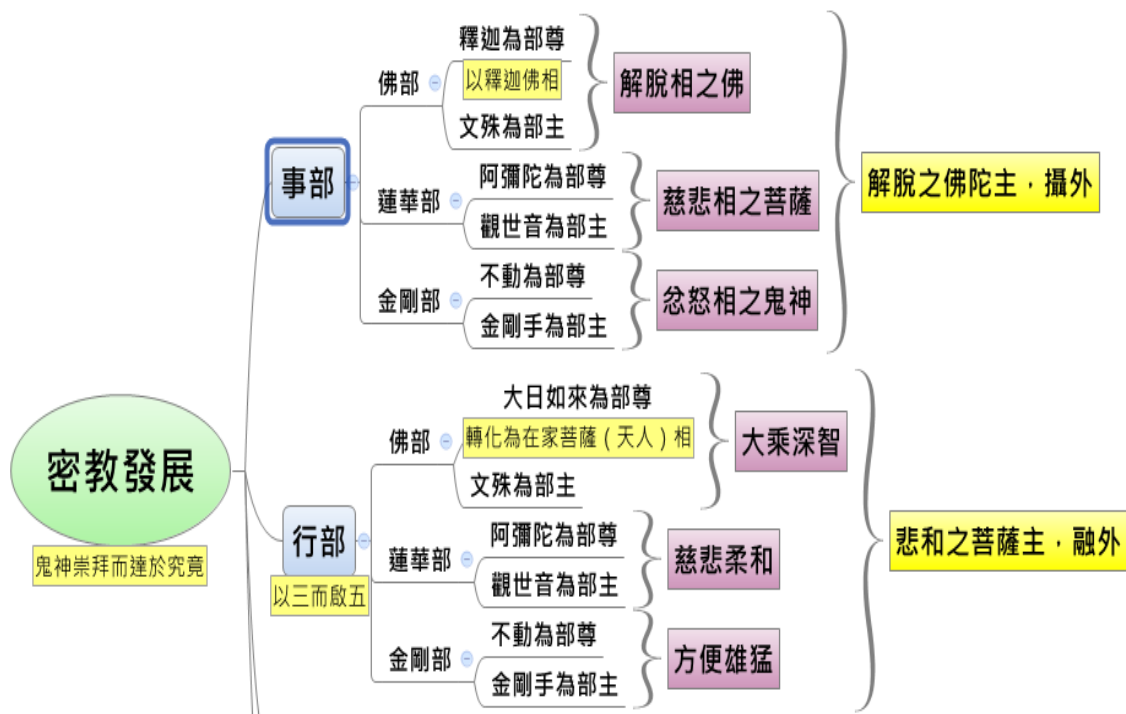 密教發展
鬼神崇拜而達於究竟
事部
佛部
釋迦為部尊
以釋迦佛相
文殊為部主
解脫相之佛
蓮華部
阿彌陀為部尊
觀世音為部主
慈悲相之菩薩
金剛部
不動為部尊
金剛手為部主
忿怒相之鬼神
解脫之佛陀主，攝外
行部
以三而啟五
佛部
大日如來為部尊
轉化為在家菩薩（天人）相
文殊為部主
大乘深智
蓮華部
阿彌陀為部尊
觀世音為部主
慈悲柔和
金剛部
不動為部尊
金剛手為部主
方便雄猛
悲和之菩薩主，融外